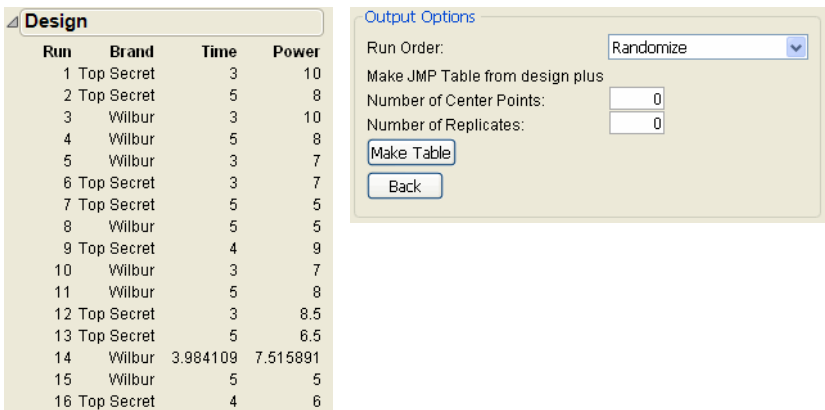 Design
Run Brand Time Power
1 Top Secret 3 10
2 Top Secret 5 8
3 Wilbur 3 10
4 Wilbur 5 8
5 Wilbur 3 7
6 Top Secret 3 7
7 Top Secret 5 5
8 Wilbur 5 5
9 Top Secret 4 9
10 Wilbur 3 7
11 Wilbur 5 8
12 Top Secret 3 8.5
13 Top Secret 5 6.5
14 Wilbur 3.984109 7.515891
15 Wilbur 5 5
16 Top Secret 4 6
Output Options
Run Order: Randomize
Make JMP Table from design plus
Number of Center Points: 0
Number of Replicates: 0
Make Table
Back